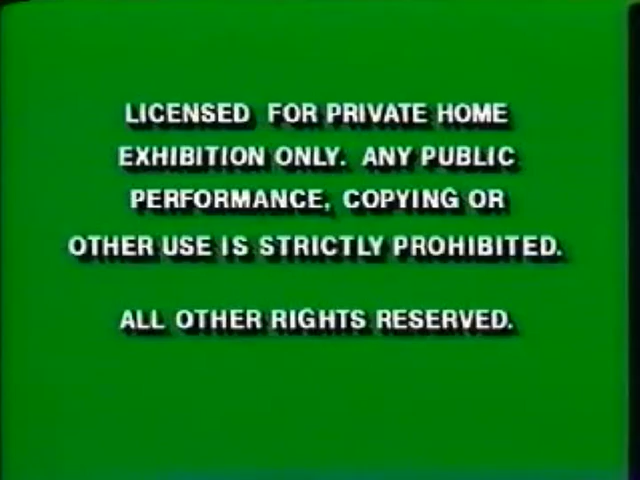 LICENSED FOR PRIVATE HOME
EXHIBITION ONLY. ANY PUBLIC
PERFORMANCE, COPYING OR
OTHER USE IS STRICTLY PROHIBITED.
ALL OTHER RIGHTS RESERVED.